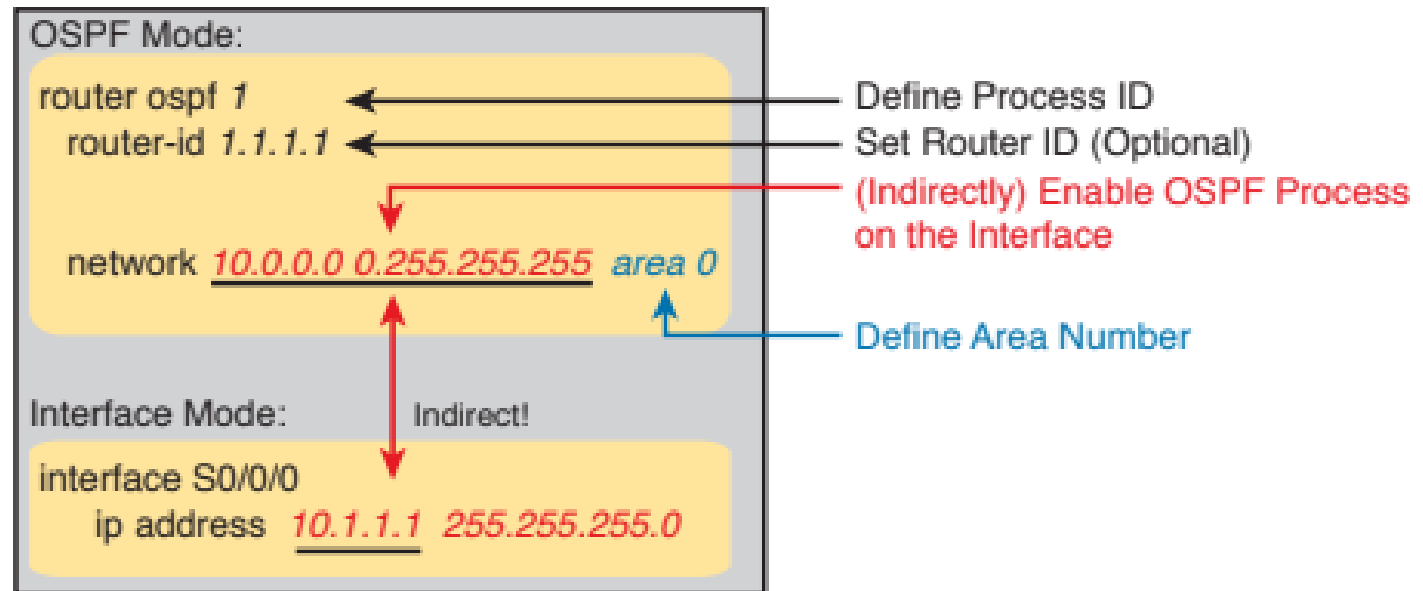 OSPF Mode:
router ospf 1
Define Process ID
router-id 1.1.1.1
Set Router ID (Optional)
(Indirectly) Enable OSPF Process
on the Interface
network 10.0.0.0 0.255.255.255 area 0
Define Area Number
Interface Mode:
Indirect!
interface S0/0/0
ip address 10.1.1.1 255.255.255.0